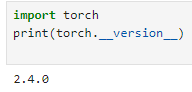 import torch
print(torch.__version__)
2.4.0